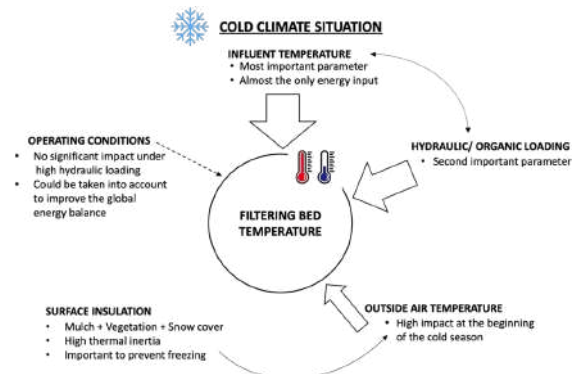 COLD CLIMATE SITUATION
INFLUENT TEMPERATURE
• Most important parameter
• Almost the only energy input
OPERATING CONDITIONS
• No significant impact under
high hydraulic loading
• Could be taken into account
to improve the global
energy balance
HYDRAULIC/ ORGANIC LOADING
• Second important parameter
FILTERING BED
TEMPERATURE
SURFACE INSULATION
• Mulch + Vegetation + Snow cover
• High thermal inertia
• Important to prevent freezing
OUTSIDE AIR TEMPERATURE
• High impact at the beginning
of the cold season